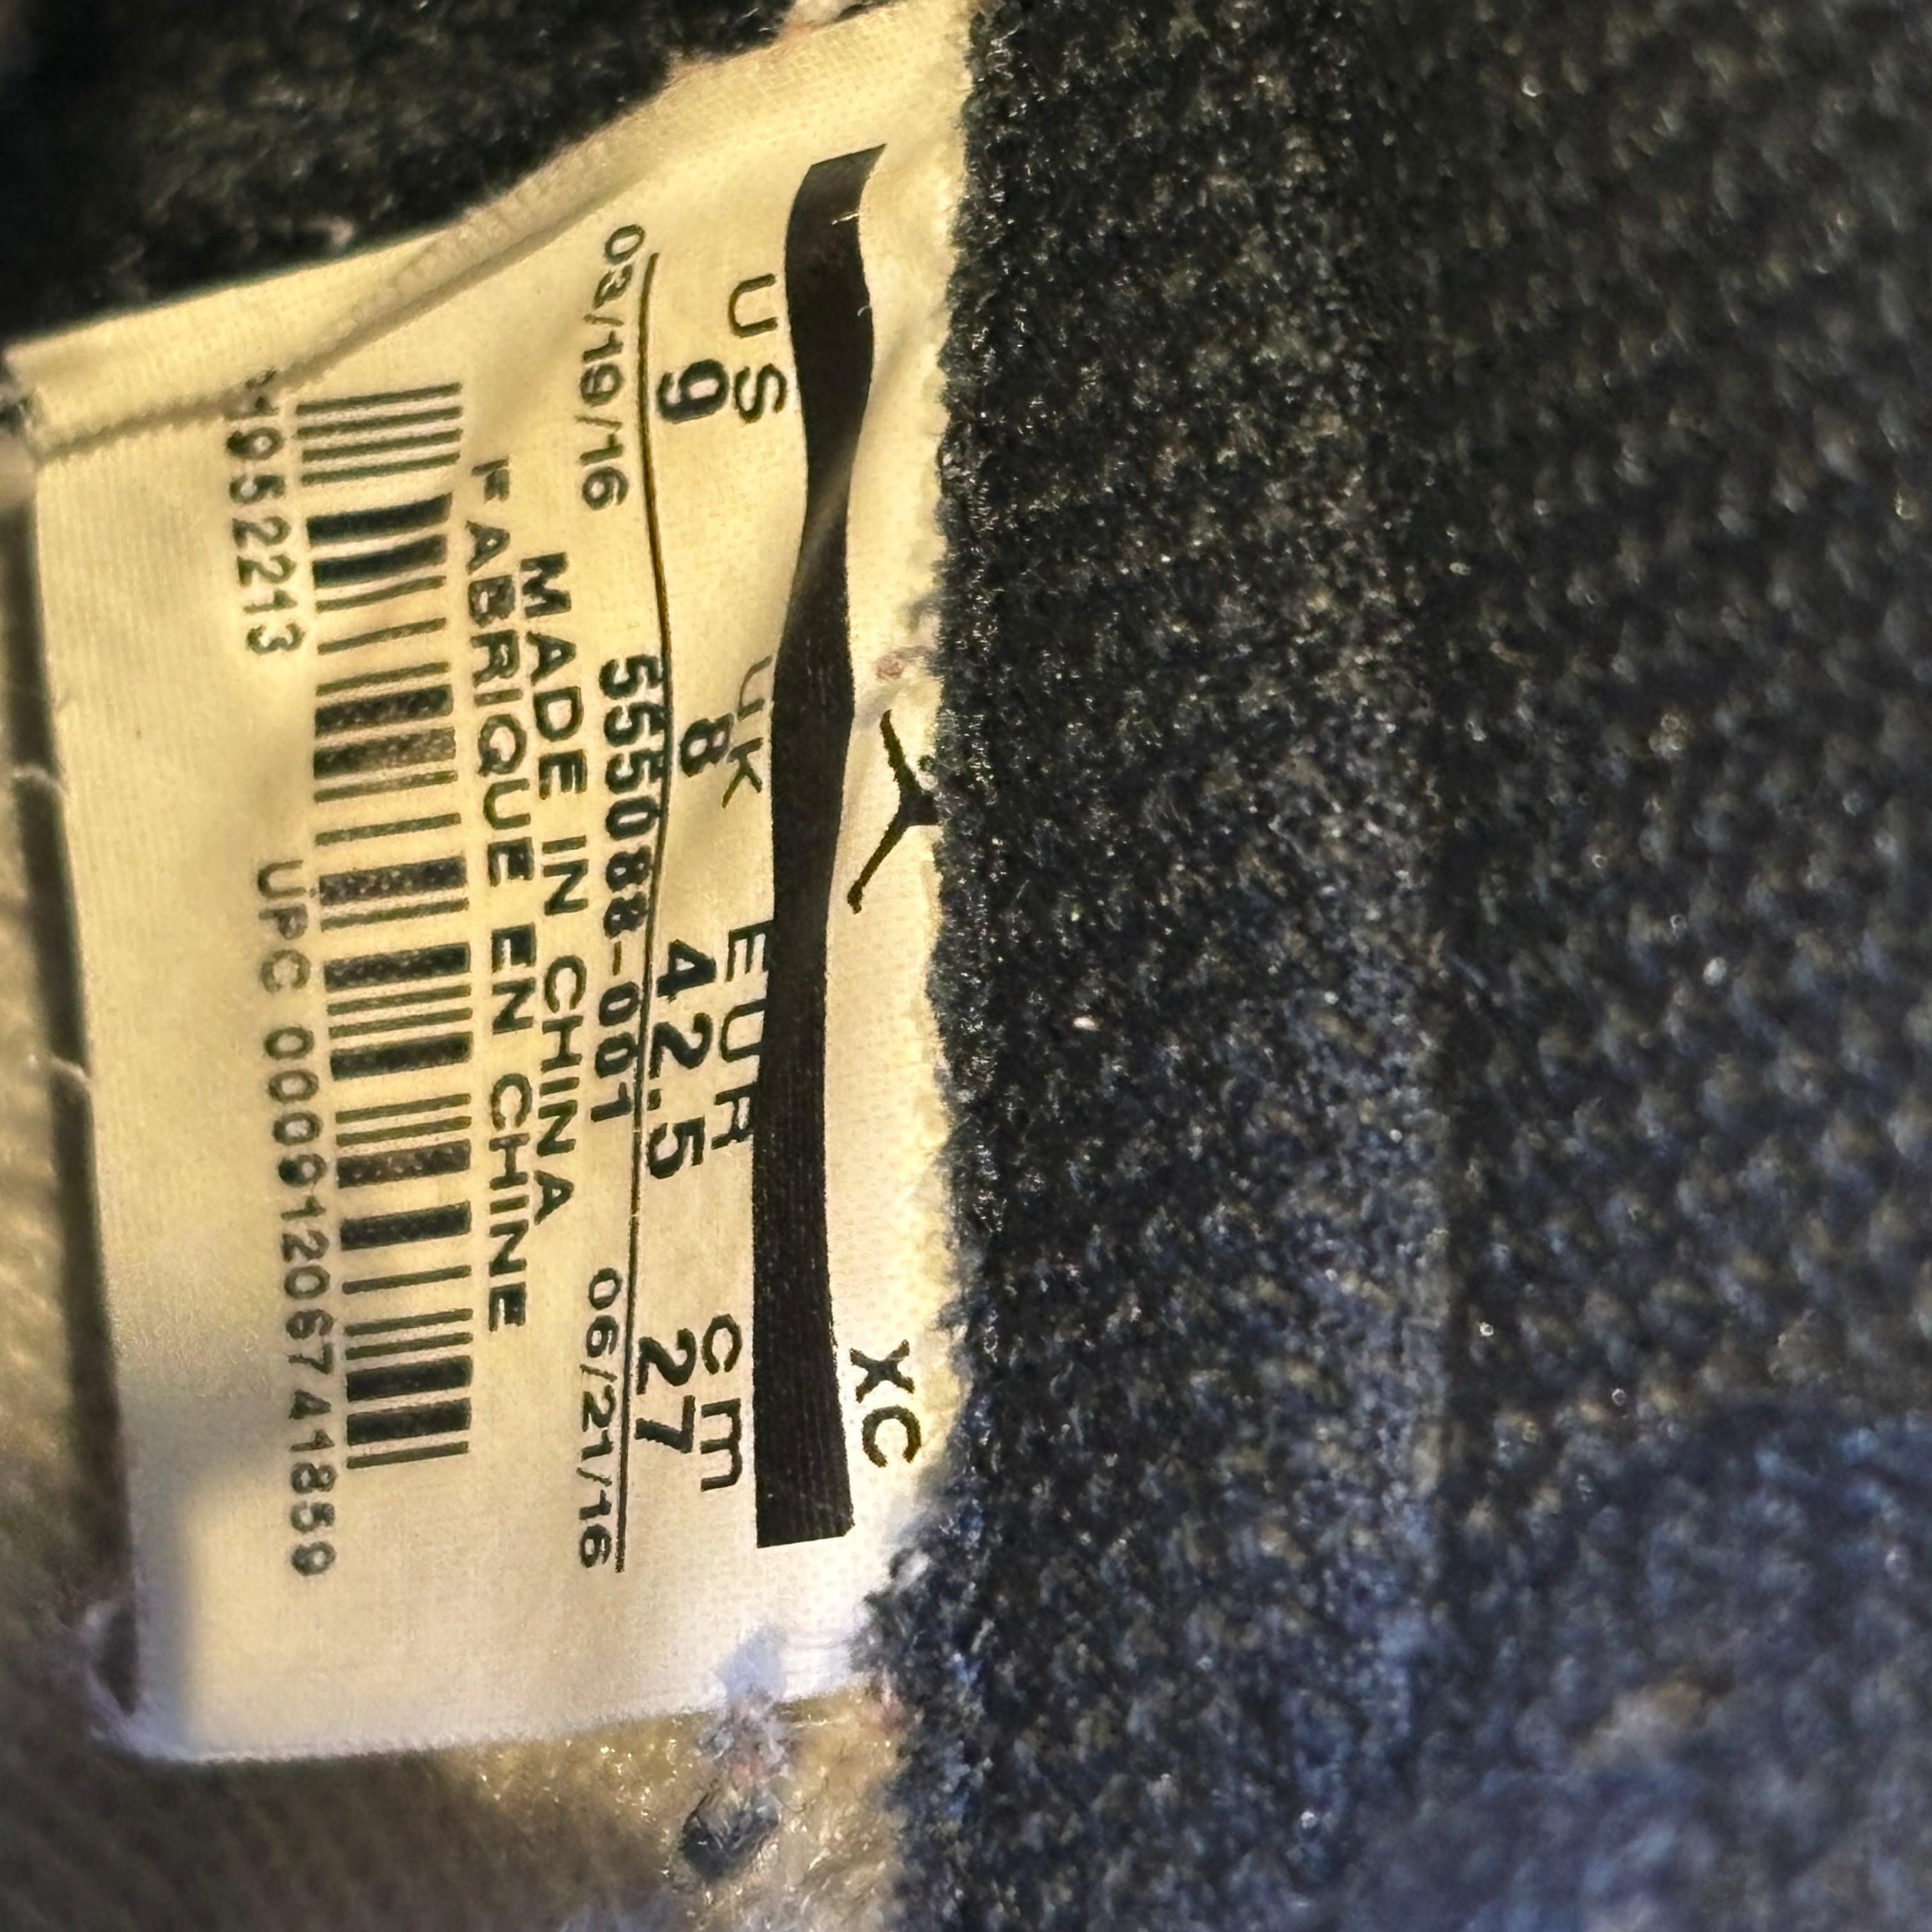 XC
US UK EUR cm
9 8 42.5 27
03/19/16 555088-001 06/21/16
MADE IN CHINA
FABRIQUE EN CHINE
UPC 00091206741859